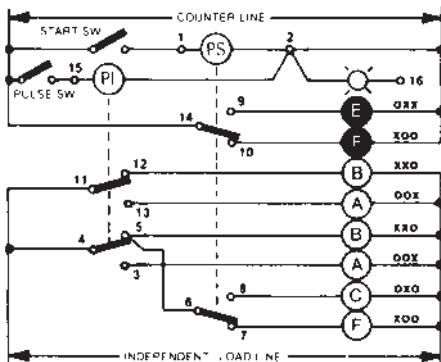 COUNTER LINE
START SW
1
PS
2
15
PI
16
PULSE SW
9
E OXX
14
10
F XOO
12
B XXO
11
13
A OOX
5
B XXO
4
3
A OOX
8
C OXO
6
7
F XOO
INDEPENDENT LOAD LINE